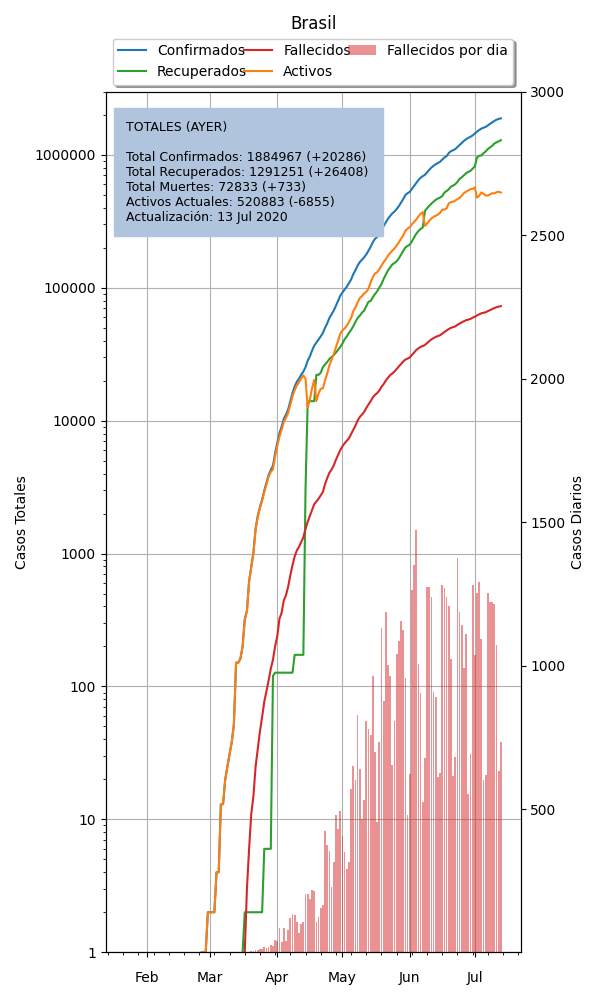 Brasil
Confirmados
Recuperados
Fallecidos
Activos
Fallecidos por dia
TOTALES (AYER)
Total Confirmados: 1884967 (+20286)
Total Recuperados: 1291251 (+26408)
Total Muertes: 72833 (+733)
Activos Actuales: 520883 (-6855)
Actualización: 13 Jul 2020
Casos Totales
1000000
100000
10000
1000
100
10
1
Casos Diarios
3000
2500
2000
1500
1000
500
Feb Mar Apr May Jun Jul